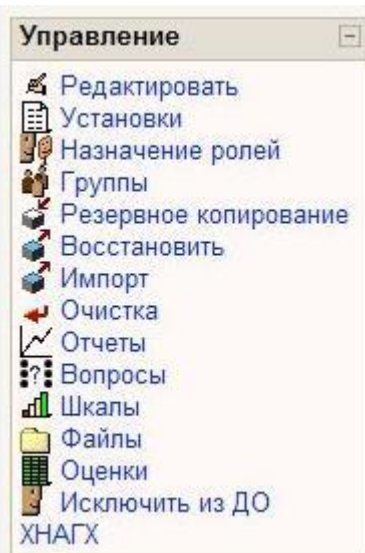 Управление
Редактировать
Установки
Назначение ролей
Группы
Резервное копирование
Восстановить
Импорт
Очистка
Отчеты
Вопросы
Шкалы
Файлы
Оценки
Исключить из ДО
ХНАГХ